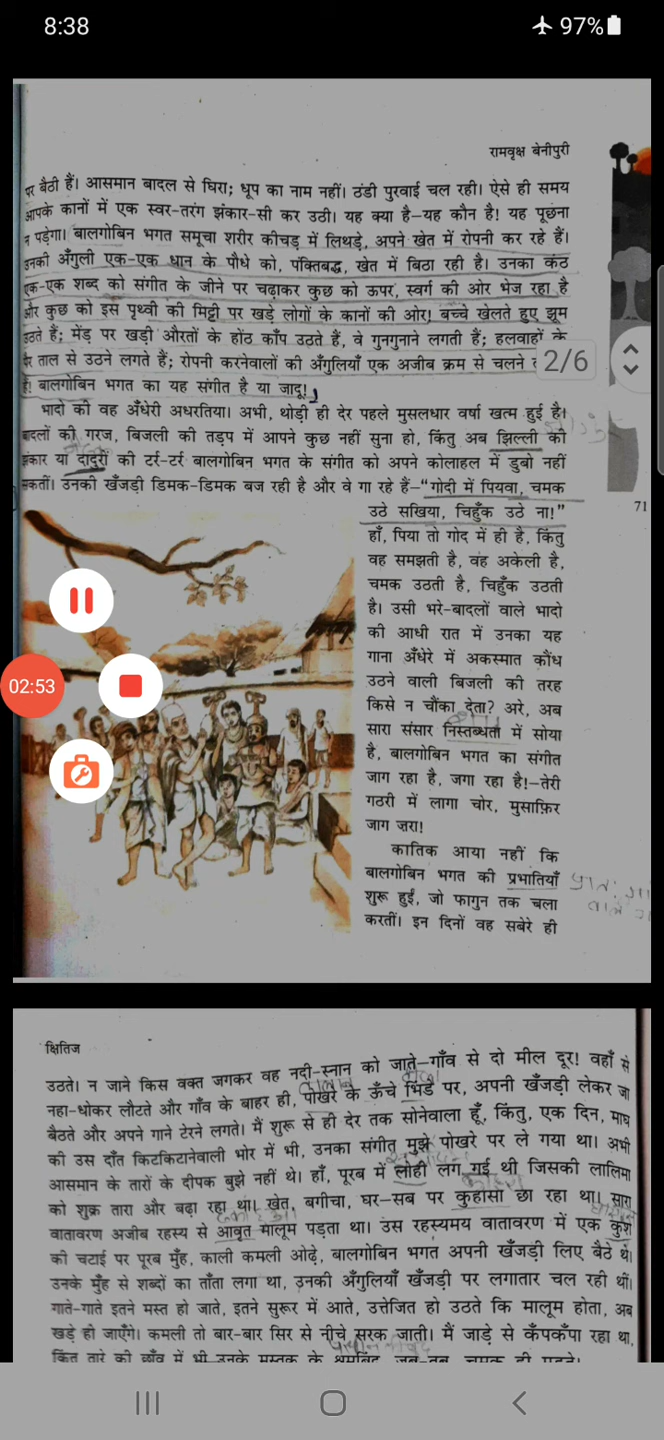 8:38
97%
रामवृक्ष बेनीपुरी
पर बैठी हैं। आसमान बादल से घिरा; धूप का नाम नहीं। ठंडी पुरवाई चल रही। ऐसे ही समय
आपके कानों में एक स्वर-तरंग झंकार-सी कर उठी। यह क्या है–यह कौन है! यह पूछना
न पड़ेगा। बालगोबिन भगत समूचा शरीर कीचड़ में लिथड़े, अपने खेत में रोपनी कर रहे हैं।
उनकी अँगुली एक-एक धान के पौधे को, पंक्तिबद्ध, खेत में बिठा रही है। उनका कंठ
एक-एक शब्द को संगीत के जीने पर चढ़ाकर कुछ को ऊपर, स्वर्ग की ओर भेज रहा है
और कुछ को इस पृथ्वी की मिट्टी पर खड़े लोगों के कानों की ओर! बच्चे खेलते हुए झूम
उठते हैं; मेंड़ पर खड़ी औरतों के होंठ काँप उठते हैं, वे गुनगुनाने लगती हैं; हलवाहों के
पैर ताल से उठने लगते हैं; रोपनी करनेवालों की अँगुलियाँ एक अजीब क्रम से चलने
2/6
हैं! बालगोबिन भगत का यह संगीत है या जादू!
भादो की वह अँधेरी अधरतिया। अभी, थोड़ी ही देर पहले मुसलधार वर्षा खत्म हुई है।
बादलों की गरज, बिजली की तड़प में आपने कुछ नहीं सुना हो, किंतु अब झिल्ली की
झंकार या दादुरों की टर्र-टर्र बालगोबिन भगत के संगीत को अपने कोलाहल में डुबो नहीं
सकतीं। उनकी खँजड़ी डिमक-डिमक बज रही है और वे गा रहे हैं–“गोदी में पियवा, चमक
71
उठे सखिया, चिहुँक उठे ना!”
हाँ, पिया तो गोद में ही है, किंतु
वह समझती है, वह अकेली है,
चमक उठती है, चिहुँक उठती
है। उसी भरे-बादलों वाले भादो
की आधी रात में उनका यह
गाना अँधेरे में अकस्मात कौंध
उठने वाली बिजली की तरह
किसे न चौंका देता? अरे, अब
सारा संसार निस्तब्धता में सोया
है, बालगोबिन भगत का संगीत
जाग रहा है, जगा रहा है!–तेरी
गठरी में लागा चोर, मुसाफ़िर
जाग ज़रा!
02:53
कातिक आया नहीं कि
बालगोबिन भगत की प्रभातियाँ
शुरू हुईं, जो फागुन तक चला
करतीं। इन दिनों वह सबेरे ही
क्षितिज
उठते। न जाने किस वक्त जगकर वह नदी-स्नान को जाते–गाँव से दो मील दूर! वहाँ से
नहा-धोकर लौटते और गाँव के बाहर ही, पोखरे के ऊँचे भिंडे पर, अपनी खँजड़ी लेकर जा
बैठते और अपने गाने टेरने लगते। मैं शुरू से ही देर तक सोनेवाला हूँ, किंतु, एक दिन, माघ
की उस दाँत किटकिटानेवाली भोर में भी, उनका संगीत मुझे पोखरे पर ले गया था। अभी
आसमान के तारों के दीपक बुझे नहीं थे। हाँ, पूरब में लोही लग गई थी जिसकी लालिमा
को शुक्र तारा और बढ़ा रहा था। खेत, बगीचा, घर–सब पर कुहासा छा रहा था। सारा
वातावरण अजीब रहस्य से आवृत मालूम पड़ता था। उस रहस्यमय वातावरण में एक कुश
की चटाई पर पूरब मुँह, काली कमली ओढ़े, बालगोबिन भगत अपनी खँजड़ी लिए बैठे थे।
उनके मुँह से शब्दों का ताँता लगा था, उनकी अँगुलियाँ खँजड़ी पर लगातार चल रही थीं।
गाते-गाते इतने मस्त हो जाते, इतने सुरूर में आते, उत्तेजित हो उठते कि मालूम होता, अब
खड़े हो जाएँगे। कमली तो बार-बार सिर से नीचे सरक जाती। मैं जाड़े से कँपकँपा रहा था,
किंतु तारे की छाँव में भी उनके मस्तक के श्रमबिंदु, जब-तब, चमक ही पड़ते।